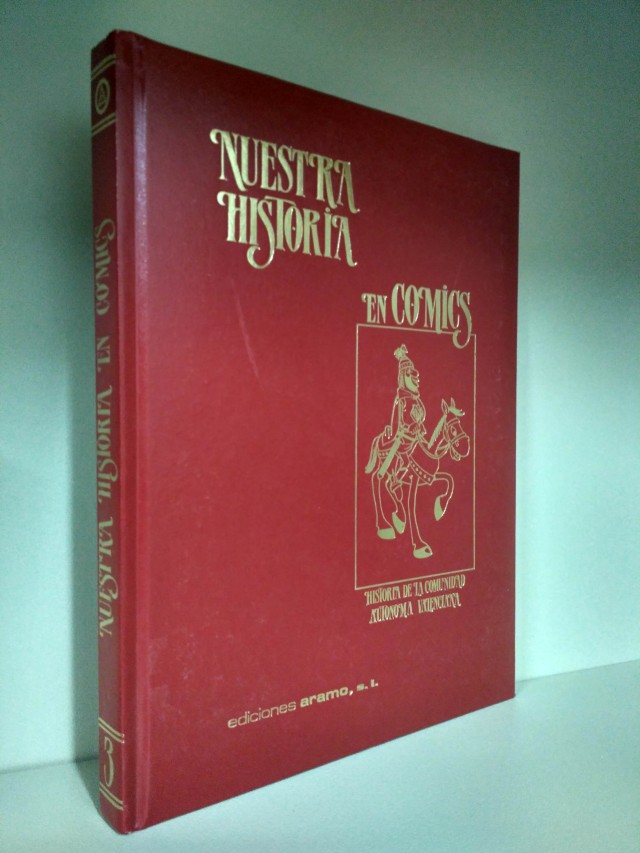 NUESTRA
HISTORIA
EN COMICS
HISTORIA DE LA COMUNIDAD
AUTONOMA VALENCIANA
ediciones aramo, s. l.
NUESTRA HISTORIA EN COMICS
3